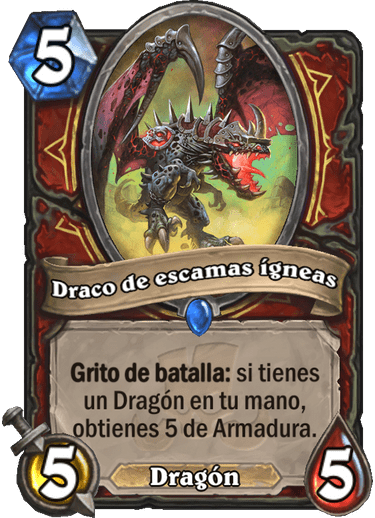 5
Draco de escamas ígneas
Grito de batalla: si tienes
un Dragón en tu mano,
obtienes 5 de Armadura.
5
Dragón
5